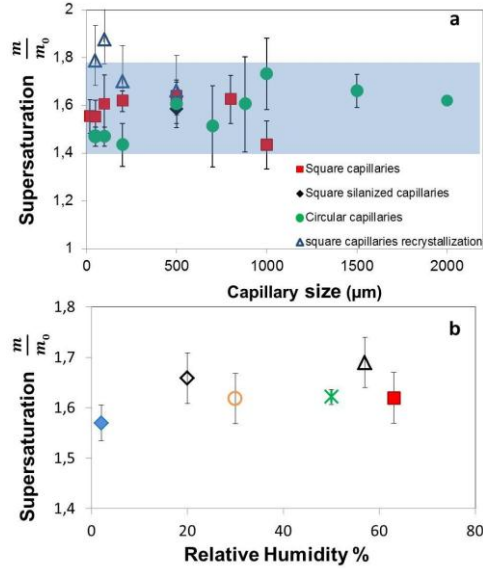 a
Supersaturation m/m₀
2
1,8
1,6
1,4
1,2
1
Square capillaries
Square silanized capillaries
Circular capillaries
square capillaries recrystallization
0 500 1000 1500 2000
Capillary size (µm)
b
Supersaturation m/m₀
1,8
1,7
1,6
1,5
1,4
0 20 40 60 80
Relative Humidity %